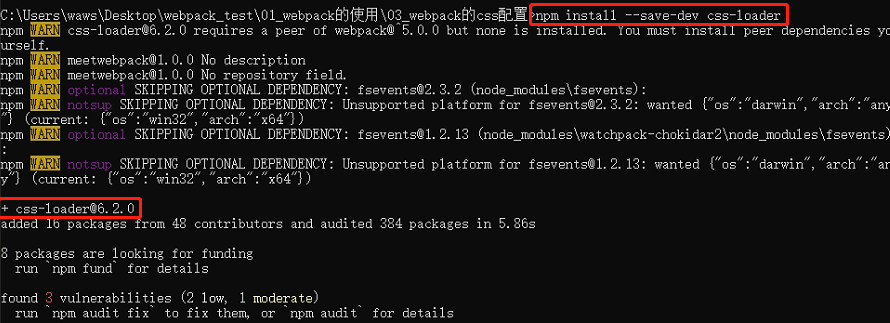 C:\Users\waws\Desktop\webpack_test\01_webpack的使用\03_webpack的css配置>npm install --save-dev css-loader
npm WARN css-loader@6.2.0 requires a peer of webpack@^5.0.0 but none is installed. You must install peer dependencies yo
urself.
npm WARN meetwebpack@1.0.0 No description
npm WARN meetwebpack@1.0.0 No repository field.
npm WARN optional SKIPPING OPTIONAL DEPENDENCY: fsevents@2.3.2 (node_modules\fsevents):
npm WARN notsup SKIPPING OPTIONAL DEPENDENCY: Unsupported platform for fsevents@2.3.2: wanted {"os":"darwin","arch":"any
"} (current: {"os":"win32","arch":"x64"})
npm WARN optional SKIPPING OPTIONAL DEPENDENCY: fsevents@1.2.13 (node_modules\watchpack-chokidar2\node_modules\fsevents)
:
npm WARN notsup SKIPPING OPTIONAL DEPENDENCY: Unsupported platform for fsevents@1.2.13: wanted {"os":"darwin","arch":"an
y"} (current: {"os":"win32","arch":"x64"})
+ css-loader@6.2.0
added 16 packages from 48 contributors and audited 384 packages in 5.86s
8 packages are looking for funding
run `npm fund` for details
found 3 vulnerabilities (2 low, 1 moderate)
run `npm audit fix` to fix them, or `npm audit` for details